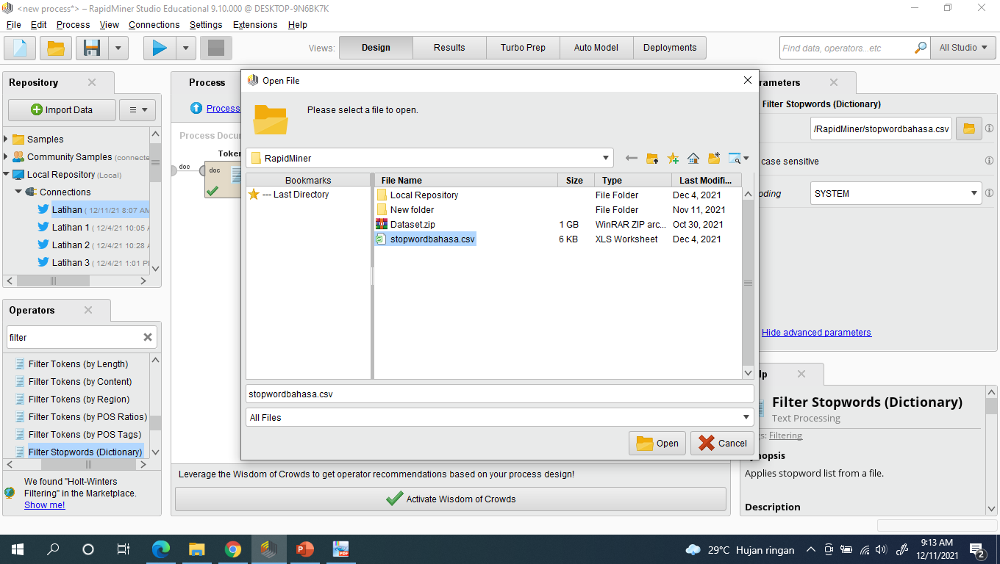 <new process*> – RapidMiner Studio Educational 9.10.000 @ DESKTOP-9N6BK7K
File Edit Process View Connections Settings Extensions Help
Views: Design Results Turbo Prep Auto Model Deployments
Find data, operators...etc
All Studio
Repository
Import Data
Samples
Community Samples (connecte
Local Repository (Local)
Connections
Latihan ( 12/11/21 8:07 AM
Latihan 1 ( 12/4/21 10:05 A
Latihan 2 ( 12/4/21 10:28 A
Latihan 3 ( 12/4/21 1:01 P
Operators
filter
Filter Tokens (by Length)
Filter Tokens (by Content)
Filter Tokens (by Region)
Filter Tokens (by POS Ratios)
Filter Tokens (by POS Tags)
Filter Stopwords (Dictionary)
We found "Holt-Winters
Filtering" in the Marketplace.
Show me!
Process
Process
Process Docu
Token
doc
doc
Open File
Please select a file to open.
RapidMiner
Bookmarks
--- Last Directory
File Name Size Type Last Modifi...
Local Repository File Folder Dec 4, 2021
New folder File Folder Nov 11, 2021
Dataset.zip 1 GB WinRAR ZIP arc... Oct 30, 2021
stopwordbahasa.csv 6 KB XLS Worksheet Dec 4, 2021
stopwordbahasa.csv
All Files
Open Cancel
Leverage the Wisdom of Crowds to get operator recommendations based on your process design!
Activate Wisdom of Crowds
rameters
Filter Stopwords (Dictionary)
/RapidMiner/stopwordbahasa.csv
case sensitive
oding SYSTEM
Hide advanced parameters
lp
Filter Stopwords (Dictionary)
Text Processing
gs: Filtering
ynopsis
Applies stopword list from a file.
Description
29°C Hujan ringan
9:13 AM
12/11/2021
2